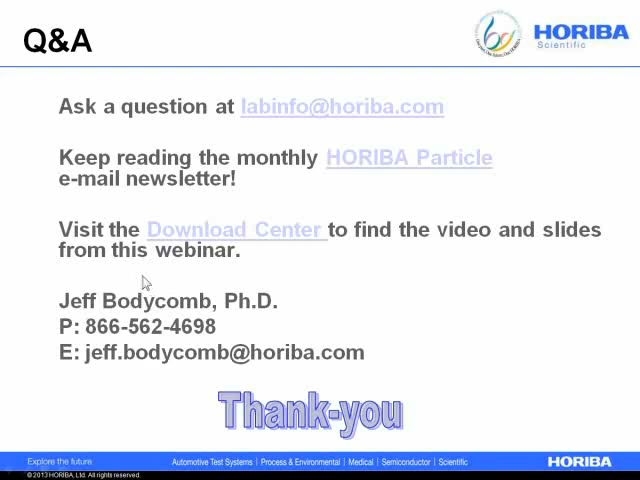 Q&A
HORIBA
Scientific
Ask a question at labinfo@horiba.com
Keep reading the monthly HORIBA Particle
e-mail newsletter!
Visit the Download Center to find the video and slides
from this webinar.
Jeff Bodycomb, Ph.D.
P: 866-562-4698
E: jeff.bodycomb@horiba.com
Thank-you
Explore the future
Automotive Test Systems | Process & Environmental | Medical | Semiconductor | Scientific
HORIBA
© 2013 HORIBA, Ltd. All rights reserved.